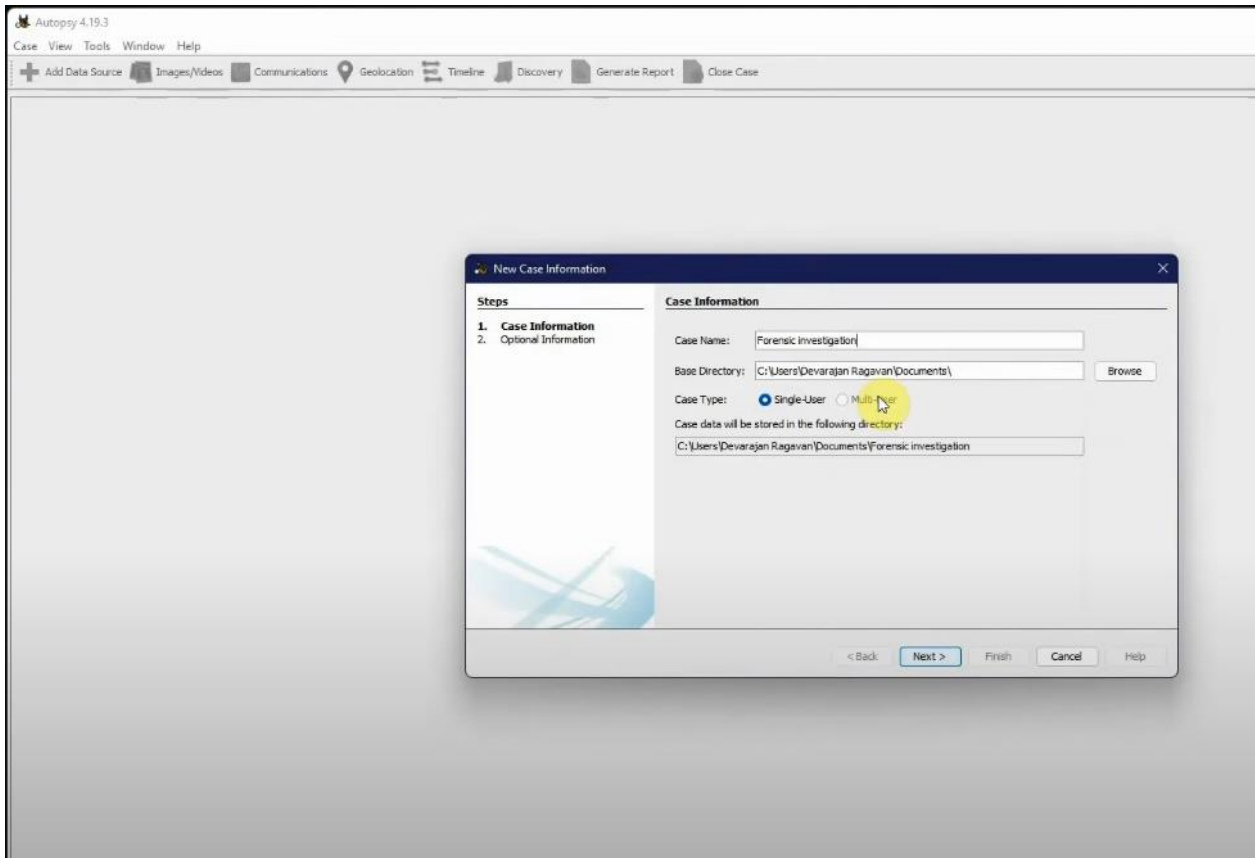 Autopsy 4.19.3
Case View Tools Window Help
Add Data Source Images/Videos Communications Geolocation Timeline Discovery Generate Report Close Case
New Case Information
Steps
1. Case Information
2. Optional Information
Case Information
Case Name: Forensic investigation
Base Directory: C:\Users\Devarajan Ragavan\Documents\ Browse
Case Type: Single-User Multi-User
Case data will be stored in the following directory:
C:\Users\Devarajan Ragavan\Documents\Forensic investigation
< Back Next > Finish Cancel Help